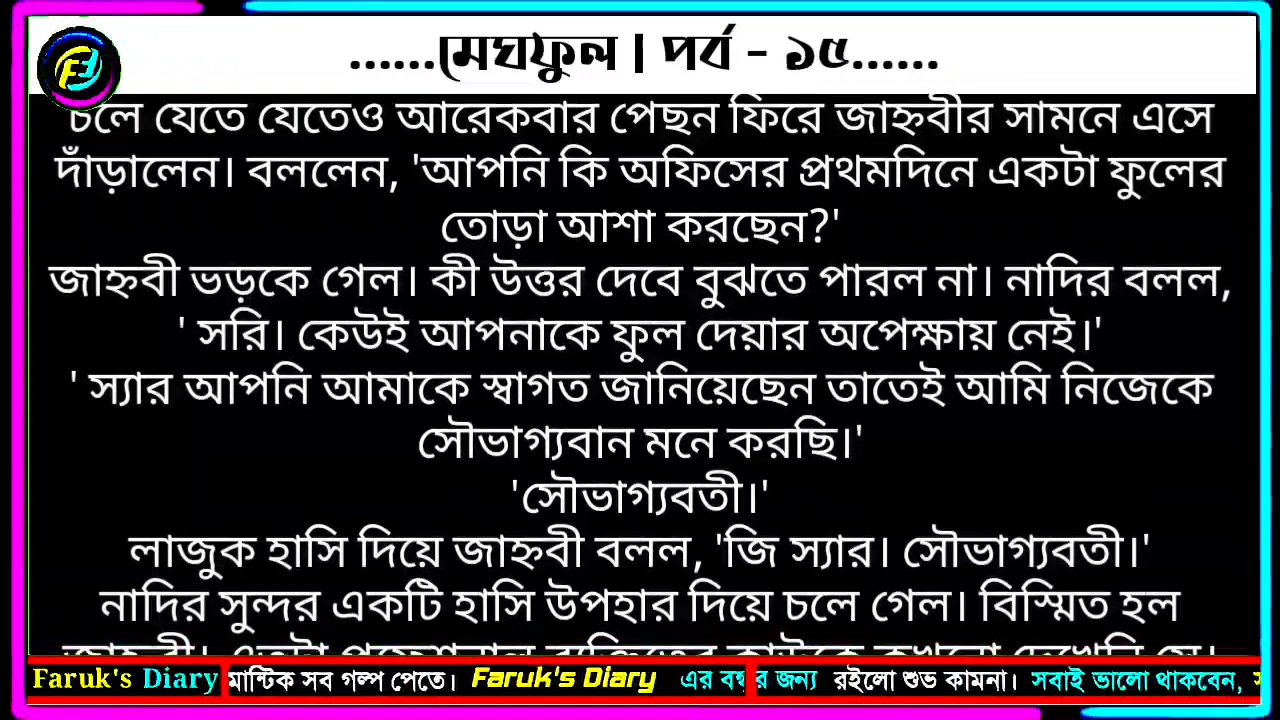 ......মেঘফুল | পর্ব - ১৫......
চলে যেতে যেতেও আরেকবার পেছন ফিরে জাহ্নবীর সামনে এসে
দাঁড়ালেন। বললেন, 'আপনি কি অফিসের প্রথমদিনে একটা ফুলের
তোড়া আশা করছেন?'
জাহ্নবী ভড়কে গেল। কী উত্তর দেবে বুঝতে পারল না। নাদির বলল,
' সরি। কেউই আপনাকে ফুল দেয়ার অপেক্ষায় নেই।'
' স্যার আপনি আমাকে স্বাগত জানিয়েছেন তাতেই আমি নিজেকে
সৌভাগ্যবান মনে করছি।'
'সৌভাগ্যবতী।'
লাজুক হাসি দিয়ে জাহ্নবী বলল, 'জি স্যার। সৌভাগ্যবতী।'
নাদির সুন্দর একটি হাসি উপহার দিয়ে চলে গেল। বিস্মিত হল
Faruk's Diary মান্টিক সব গল্প পেতে। Faruk's Diary এর বন্ধুর জন্য রইলো শুভ কামনা। সবাই ভালো থাকবেন,